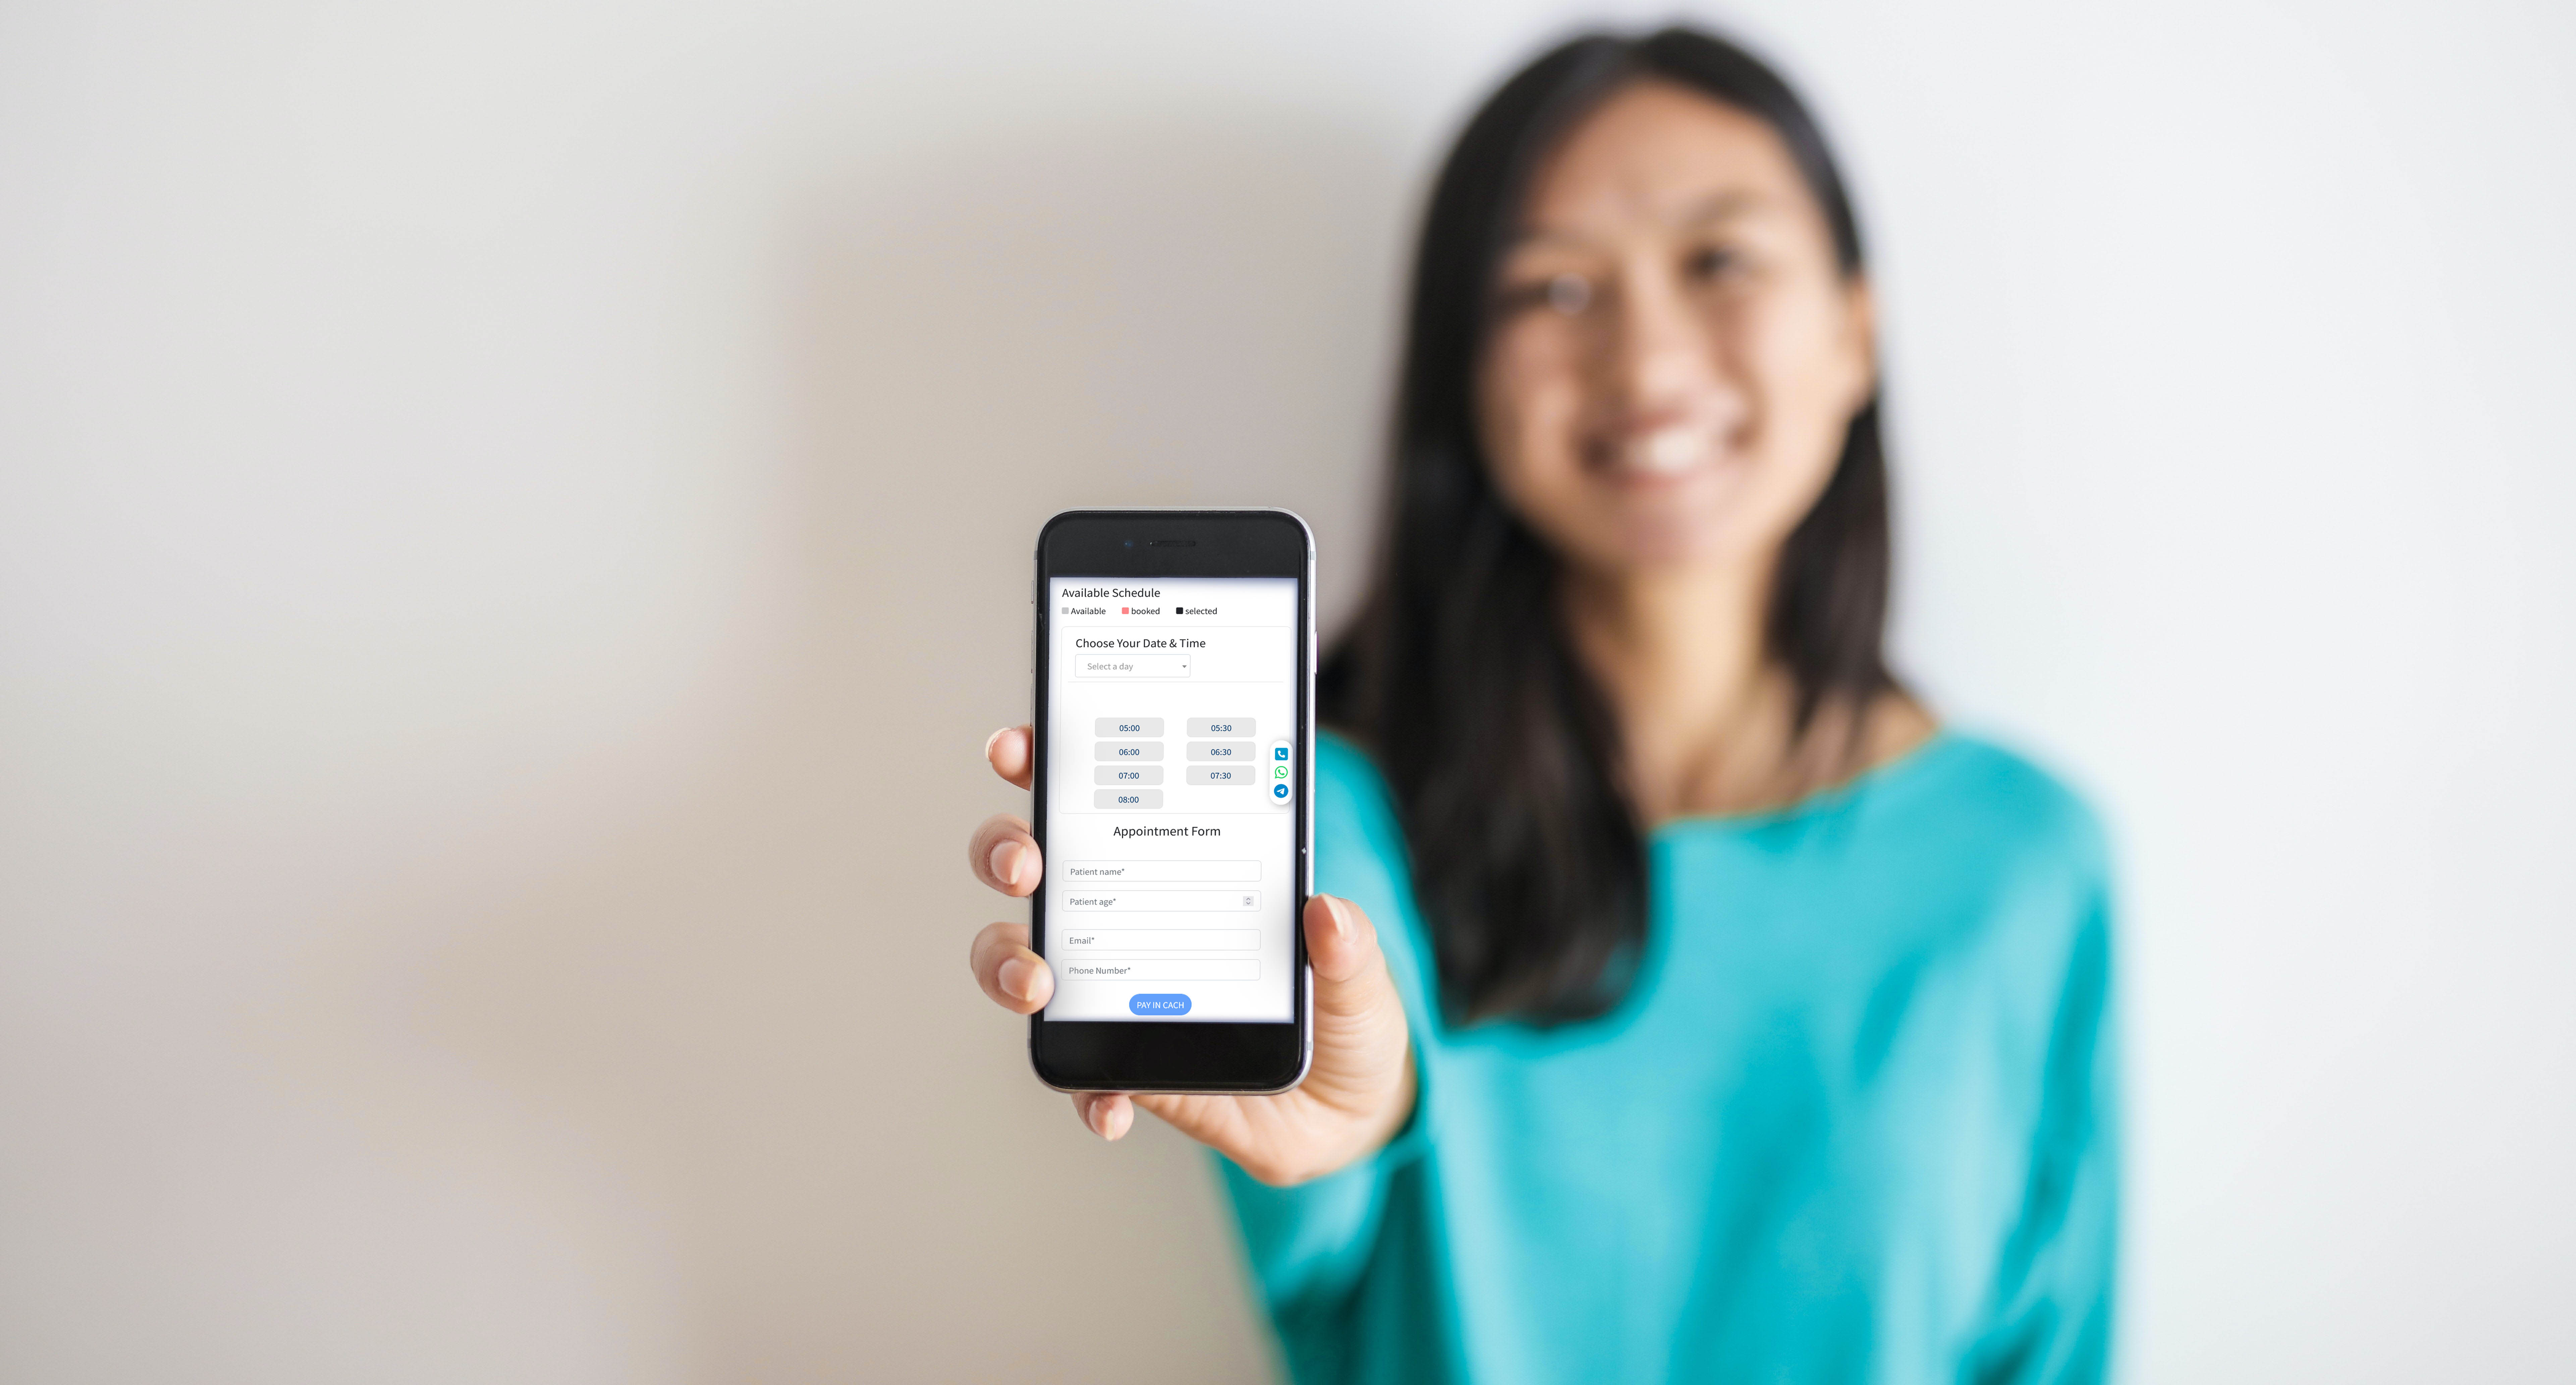 Available Schedule
Available booked selected
Choose Your Date & Time
Select a day
05:00 05:30
06:00 06:30
07:00 07:30
08:00
Appointment Form
Patient name*
Patient age*
Email*
Phone Number*
PAY IN CACH